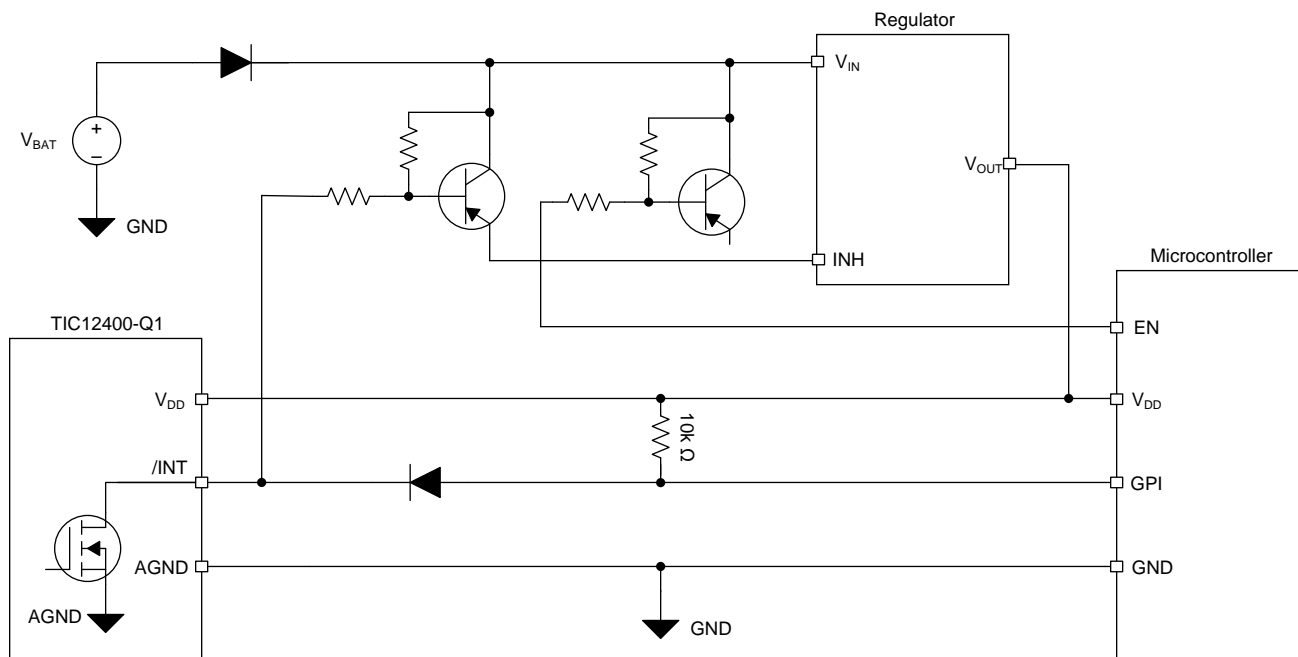 Regulator
V_IN
V_BAT
+
–
V_OUT
GND
INH
Microcontroller
TIC12400-Q1
EN
V_DD
V_DD
10k Ω
/INT
GPI
AGND
GND
AGND
GND